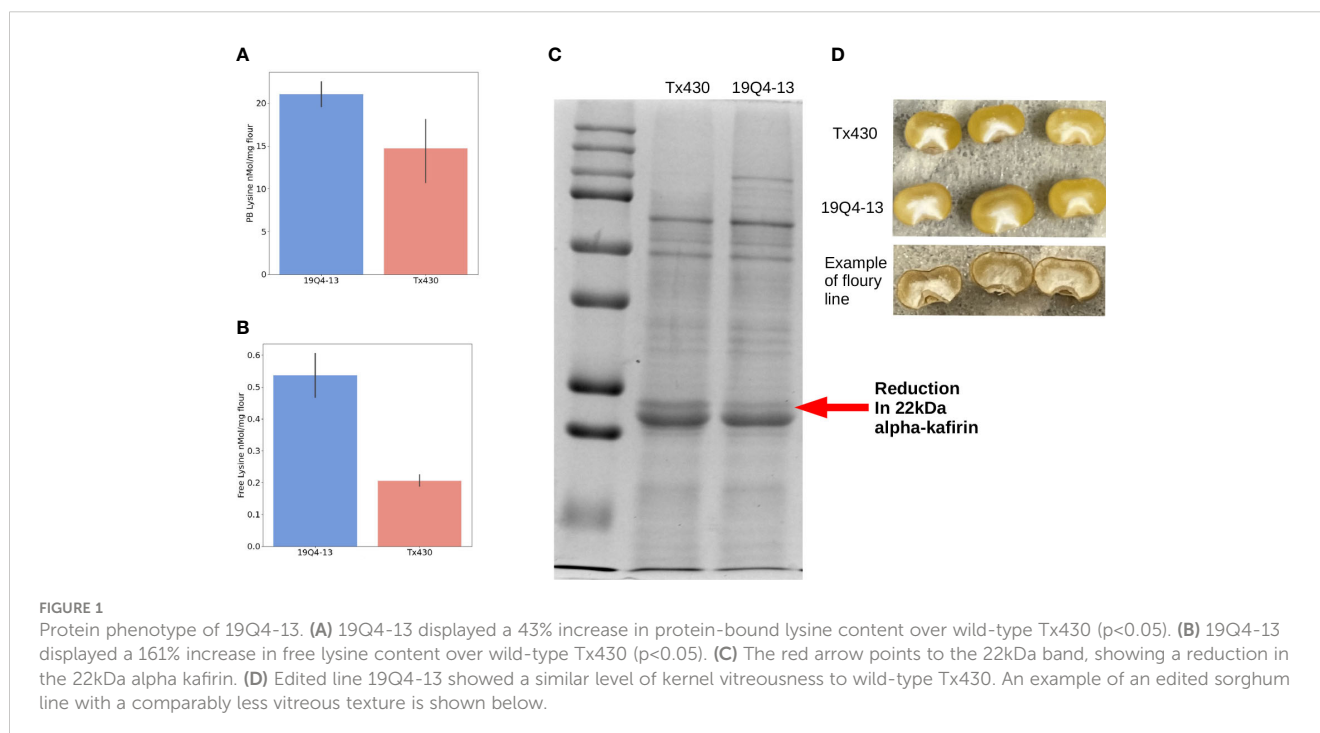 A
PB Lysine nMol/mg flour
20
15
10
5
0
19Q4-13
Tx430
B
Free Lysine nMol/mg flour
0.6
0.5
0.4
0.3
0.2
0.1
0.0
19Q4-13
Tx430
C
Tx430
19Q4-13
Reduction
In 22kDa
alpha-kafirin
D
Tx430
19Q4-13
Example
of floury
line
FIGURE 1
Protein phenotype of 19Q4-13. (A) 19Q4-13 displayed a 43% increase in protein-bound lysine content over wild-type Tx430 (p<0.05). (B) 19Q4-13
displayed a 161% increase in free lysine content over wild-type Tx430 (p<0.05). (C) The red arrow points to the 22kDa band, showing a reduction in
the 22kDa alpha kafirin. (D) Edited line 19Q4-13 showed a similar level of kernel vitreousness to wild-type Tx430. An example of an edited sorghum
line with a comparably less vitreous texture is shown below.